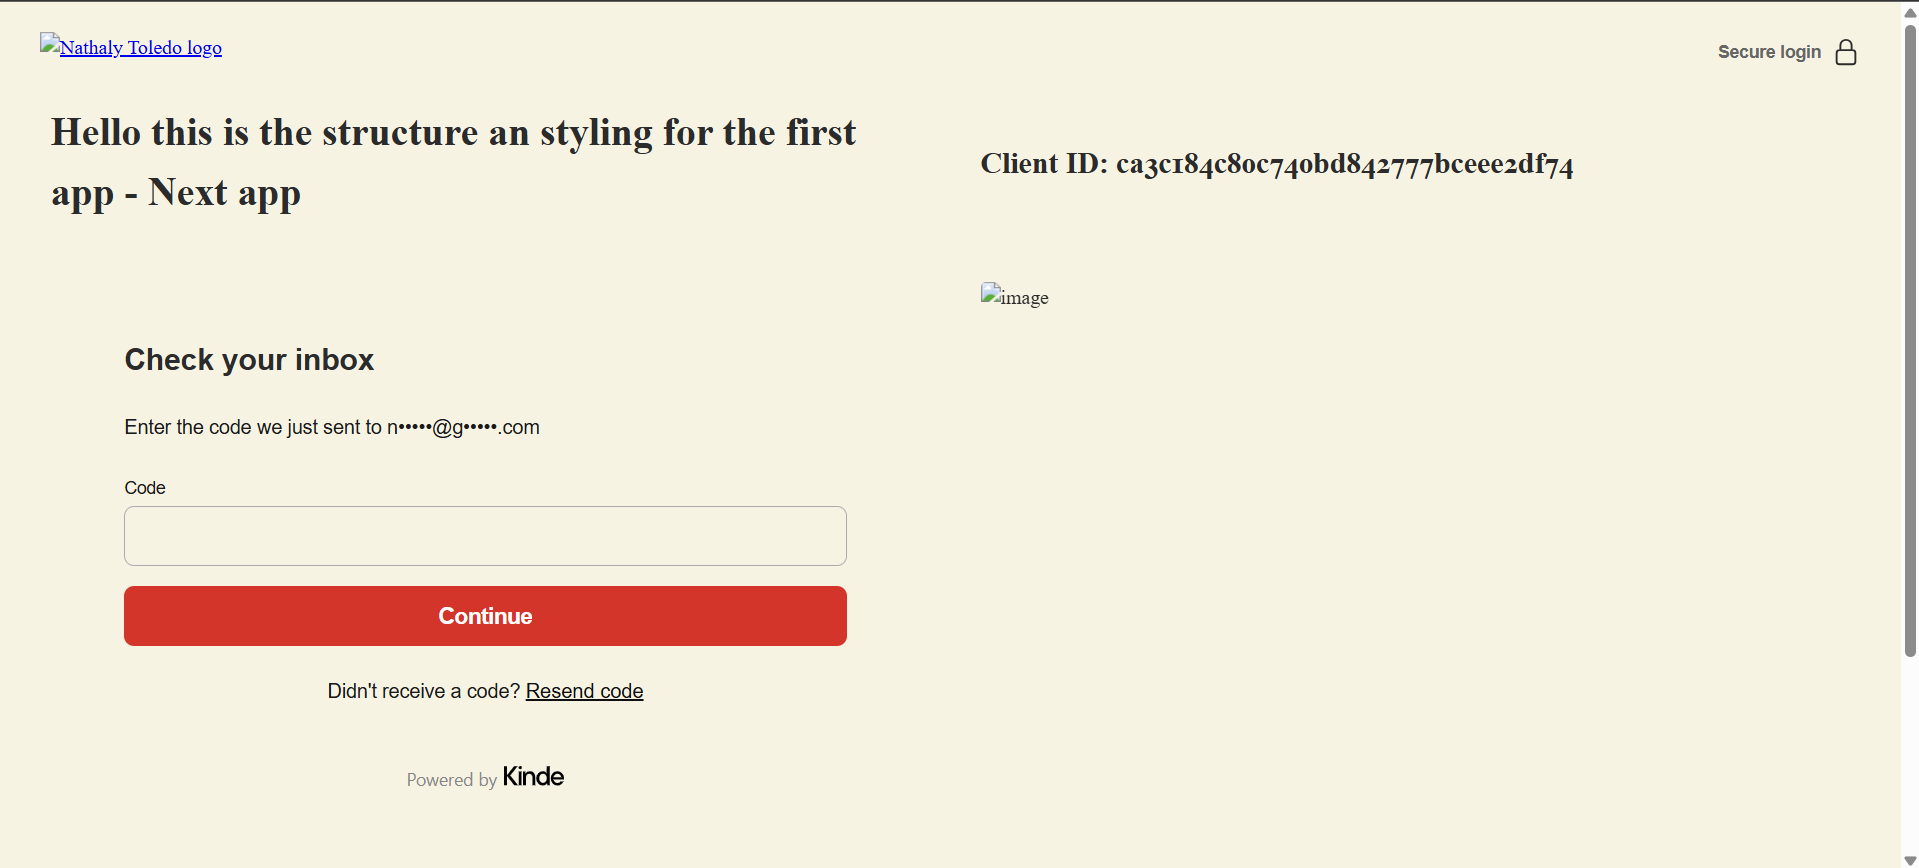 Nathaly Toledo logo
Secure login
Hello this is the structure an styling for the first
app - Next app
Client ID: ca3c184c80c740bd842777bceee2df74
image
Check your inbox
Enter the code we just sent to n•••••@g•••••.com
Code
Continue
Didn't receive a code? Resend code
Powered by Kinde